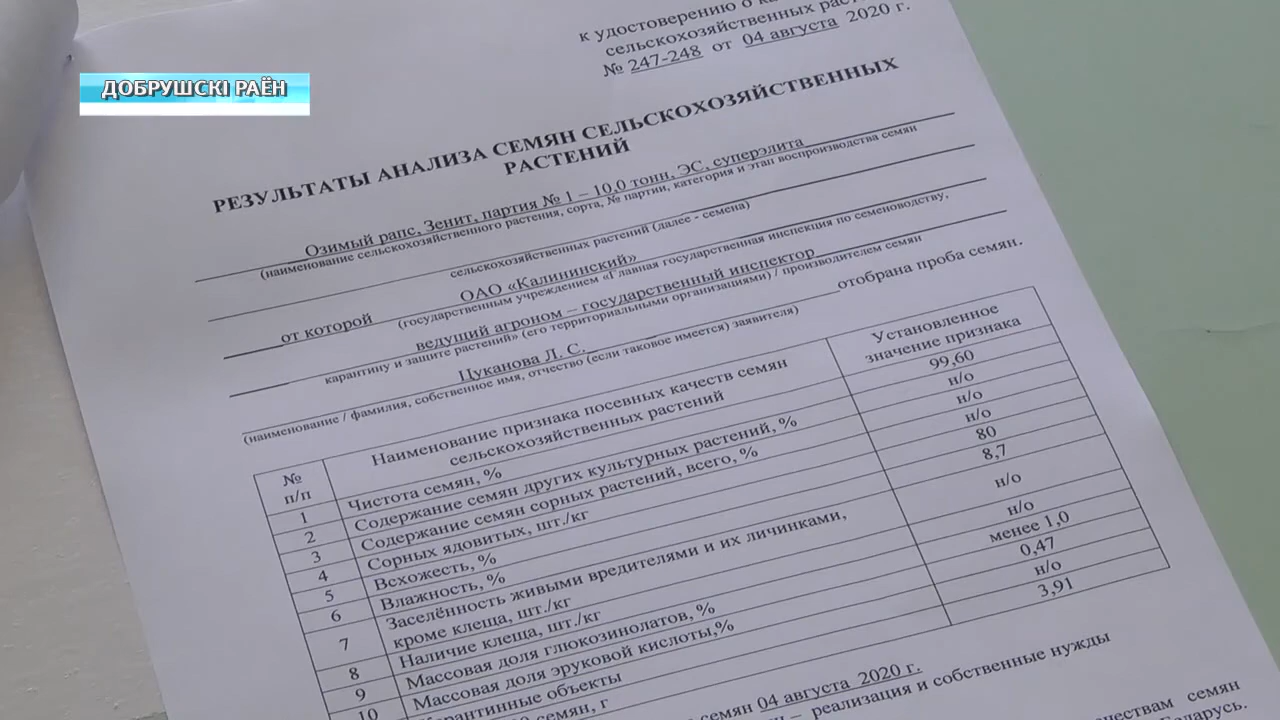 ДОБРУШСКІ РАЁН
к удостоверению о
сельскохозяйственных
№ 247-248 от 04 августа 2020 г.
РЕЗУЛЬТАТЫ АНАЛИЗА СЕМЯН СЕЛЬСКОХОЗЯЙСТВЕННЫХ
РАСТЕНИЙ
Озимый рапс, Зенит, партия № 1 – 10,0 тонн, ЭС, суперэлита
(наименование сельскохозяйственного растения, сорта, № партии, категория и этап воспроизводства семян
сельскохозяйственных растений (далее - семена)
ОАО «Калининский»
от которой (государственным учреждением «Главная государственная инспекция по семеноводству,
ведущий агроном – государственный инспектор
карантину и защите растений» (его территориальными организациями) / производителем семян
Цуканова Л. С. отобрана проба семян.
(наименование / фамилия, собственное имя, отчество (если таковое имеется) заявителя)
№ п/п Наименование признака посевных качеств семян сельскохозяйственных растений Установленное значение признака
1 Чистота семян, % 99,60
2 Содержание семян других культурных растений, % н/о
3 Содержание семян сорных растений, всего, % н/о
4 Сорных ядовитых, шт./кг н/о
5 Всхожесть, % 80
6 Влажность, % 8,7
7 Заселённость живыми вредителями и их личинками, кроме клеща, шт./кг н/о
8 Наличие клеща, шт./кг н/о
9 Массовая доля глюкозинолатов, % менее 1,0
10 Массовая доля эруковой кислоты,% 0,47
объекты н/о
семян, г 3,91
семян 04 августа 2020 г.
– реализация и собственные нужды
семян